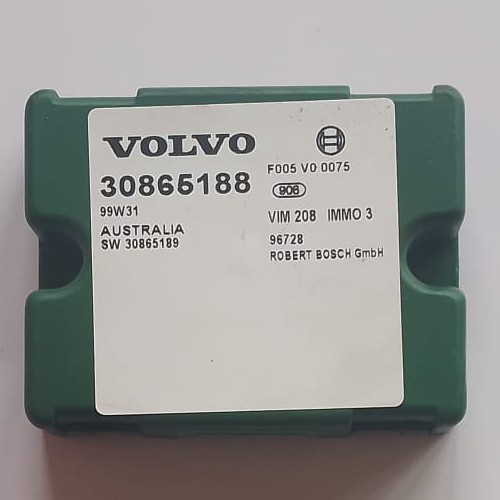 VOLVO
30865188
99W31
AUSTRALIA
SW 30865189
F005 V0 0075
906
VIM 208 IMMO 3
96728
ROBERT BOSCH GmbH